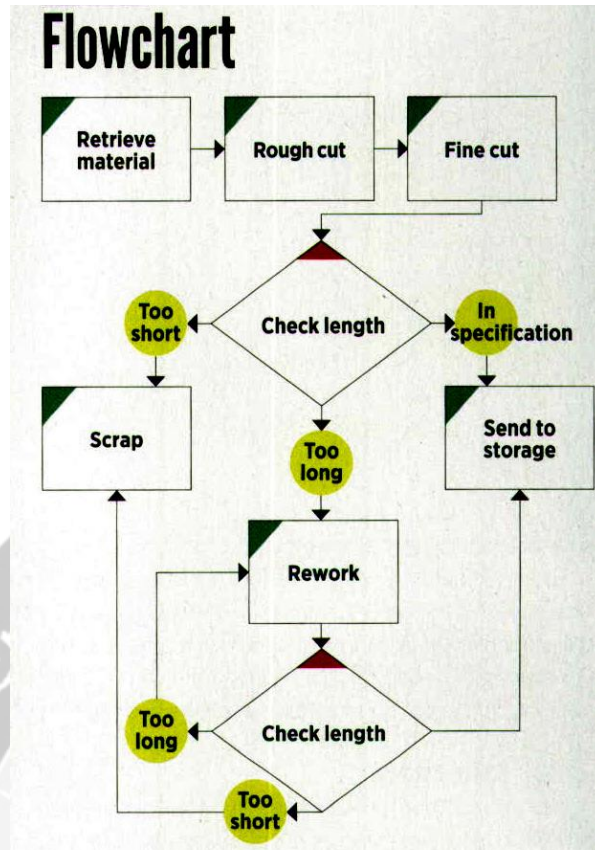 Flowchart
Retrieve
material
Rough cut
Fine cut
Too
short
Check length
In
specification
Scrap
Too
long
Send to
storage
Rework
Too
long
Check length
Too
short